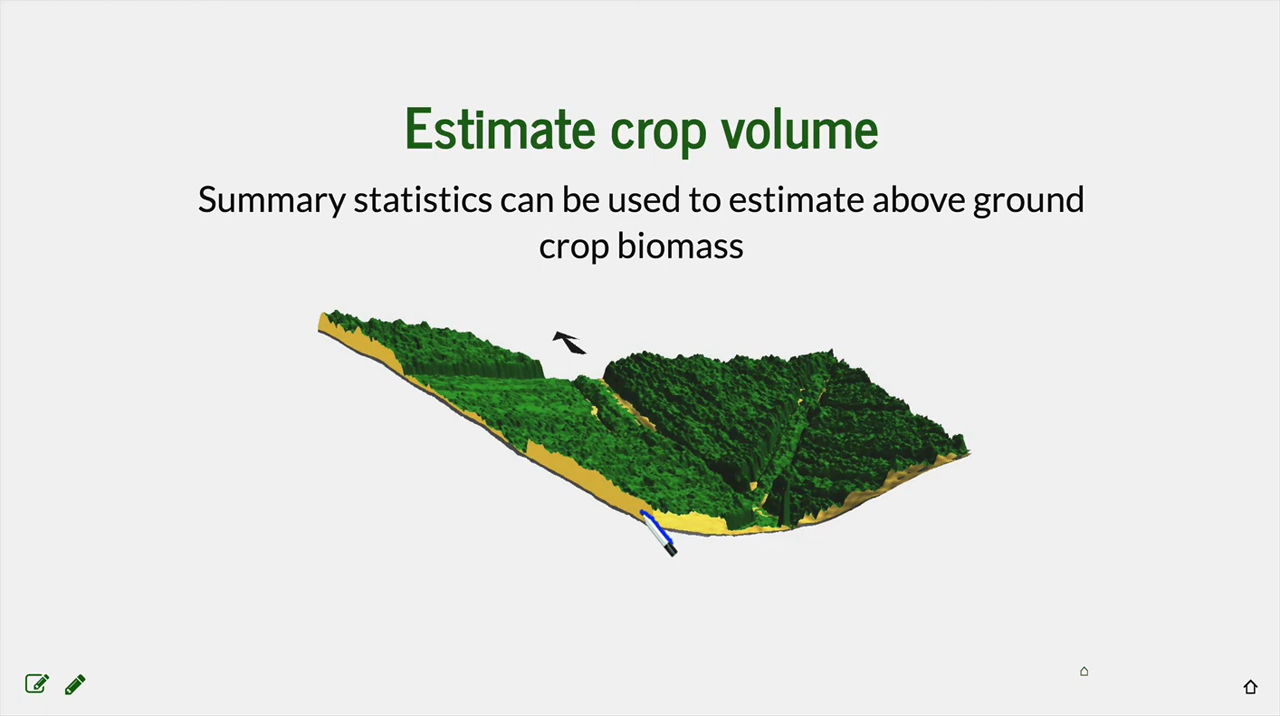 Estimate crop volume
Summary statistics can be used to estimate above ground
crop biomass